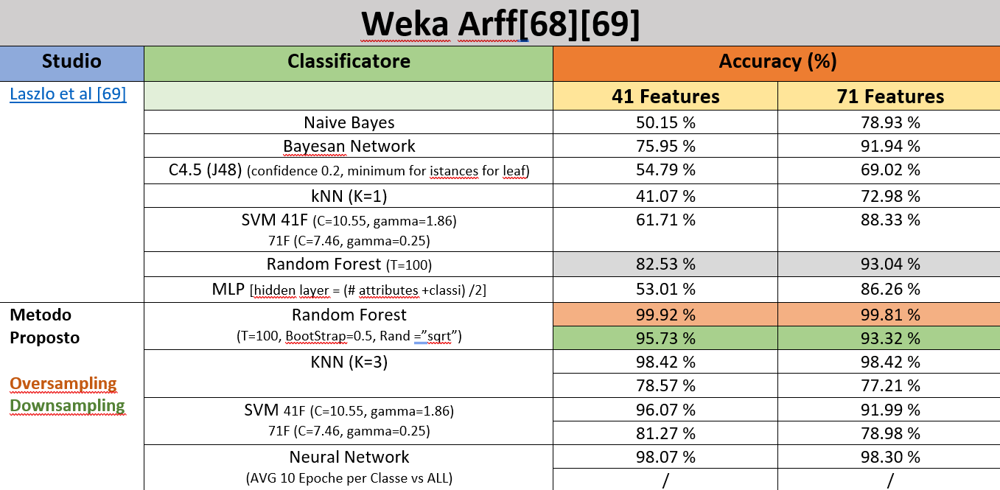 Weka Arff[68][69]
Studio Classificatore Accuracy (%)
Laszlo et al [69] 41 Features 71 Features
Naive Bayes 50.15 % 78.93 %
Bayesan Network 75.95 % 91.94 %
C4.5 (J48) (confidence 0.2, minimum for istances for leaf) 54.79 % 69.02 %
kNN (K=1) 41.07 % 72.98 %
SVM 41F (C=10.55, gamma=1.86) 61.71 % 88.33 %
71F (C=7.46, gamma=0.25)
Random Forest (T=100) 82.53 % 93.04 %
MLP [hidden layer = (# attributes +classi) /2] 53.01 % 86.26 %
Metodo Random Forest 99.92 % 99.81 %
Proposto (T=100, BootStrap=0.5, Rand =”sqrt”) 95.73 % 93.32 %
KNN (K=3) 98.42 % 98.42 %
Oversampling 78.57 % 77.21 %
Downsampling SVM 41F (C=10.55, gamma=1.86) 96.07 % 91.99 %
71F (C=7.46, gamma=0.25) 81.27 % 78.98 %
Neural Network 98.07 % 98.30 %
(AVG 10 Epoche per Classe vs ALL) / /